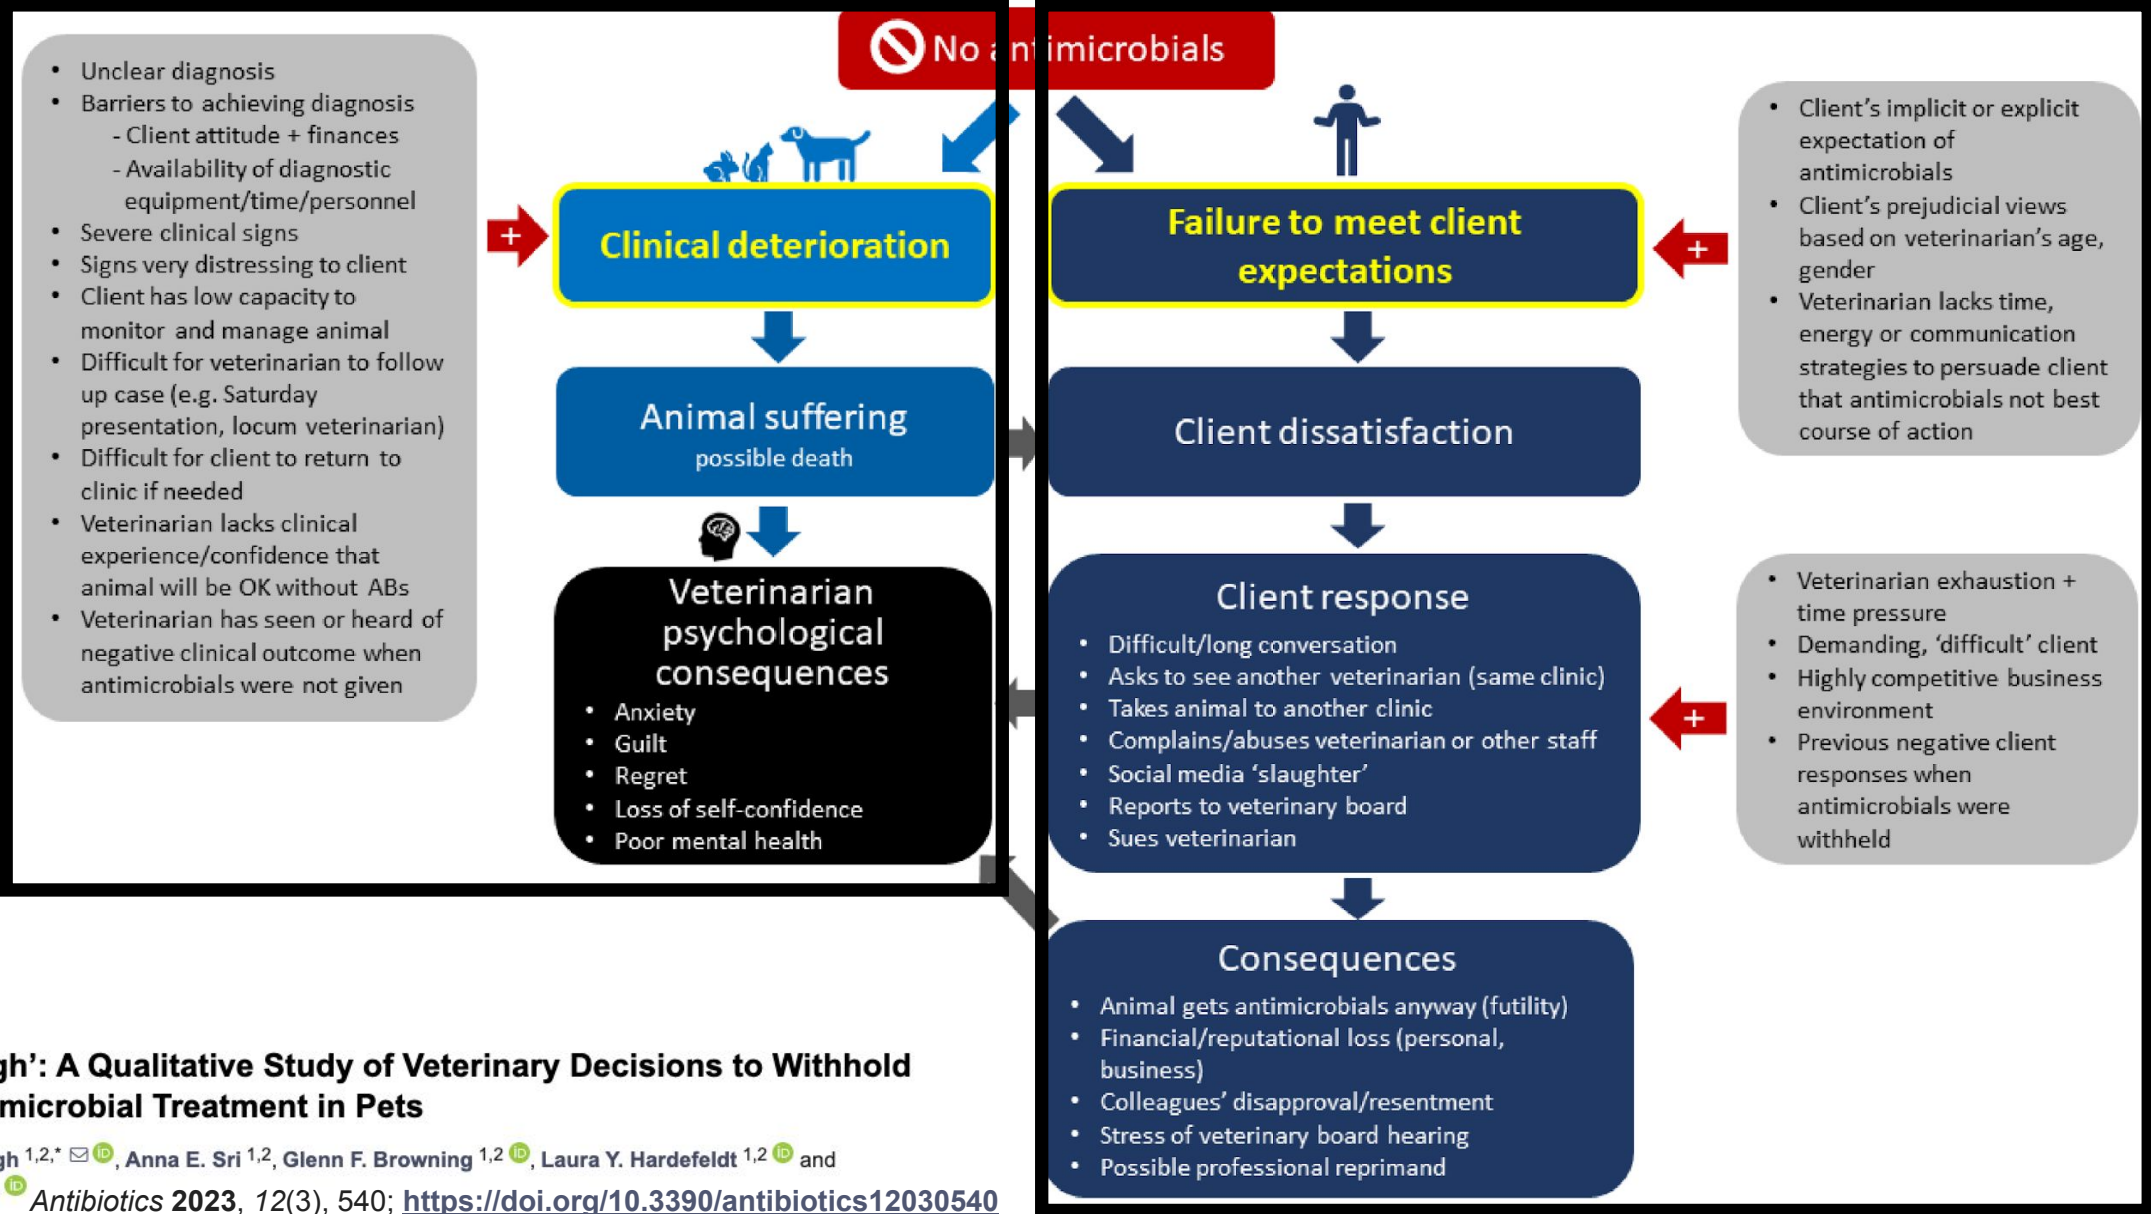 No antimicrobials
• Unclear diagnosis
• Barriers to achieving diagnosis
- Client attitude + finances
- Availability of diagnostic
equipment/time/personnel
• Severe clinical signs
• Signs very distressing to client
• Client has low capacity to
monitor and manage animal
• Difficult for veterinarian to follow
up case (e.g. Saturday
presentation, locum veterinarian)
• Difficult for client to return to
clinic if needed
• Veterinarian lacks clinical
experience/confidence that
animal will be OK without ABs
• Veterinarian has seen or heard of
negative clinical outcome when
antimicrobials were not given
+
Clinical deterioration
Animal suffering
possible death
Veterinarian
psychological
consequences
• Anxiety
• Guilt
• Regret
• Loss of self-confidence
• Poor mental health
Failure to meet client
expectations
Client dissatisfaction
Client response
• Difficult/long conversation
• Asks to see another veterinarian (same clinic)
• Takes animal to another clinic
• Complains/abuses veterinarian or other staff
• Social media ‘slaughter’
• Reports to veterinary board
• Sues veterinarian
Consequences
• Animal gets antimicrobials anyway (futility)
• Financial/reputational loss (personal,
business)
• Colleagues’ disapproval/resentment
• Stress of veterinary board hearing
• Possible professional reprimand
+
• Client’s implicit or explicit
expectation of
antimicrobials
• Client’s prejudicial views
based on veterinarian’s age,
gender
• Veterinarian lacks time,
energy or communication
strategies to persuade client
that antimicrobials not best
course of action
+
• Veterinarian exhaustion +
time pressure
• Demanding, ‘difficult’ client
• Highly competitive business
environment
• Previous negative client
responses when
antimicrobials were
withheld
gh’: A Qualitative Study of Veterinary Decisions to Withhold
microbial Treatment in Pets
gh 1,2,* iD, Anna E. Sri 1,2, Glenn F. Browning 1,2 iD, Laura Y. Hardefeldt 1,2 iD and
iD Antibiotics 2023, 12(3), 540; https://doi.org/10.3390/antibiotics12030540